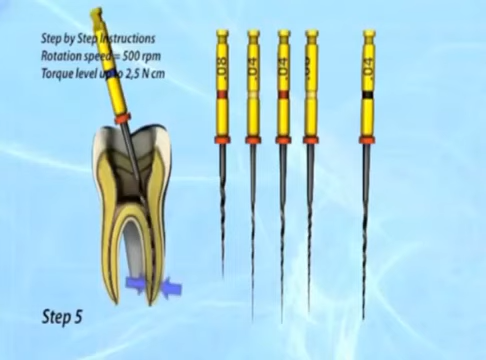 Step by Step Instructions
Rotation speed = 500 rpm
Torque level up to 2,5 N cm
.08
.04
.04
.06
.04
Step 5